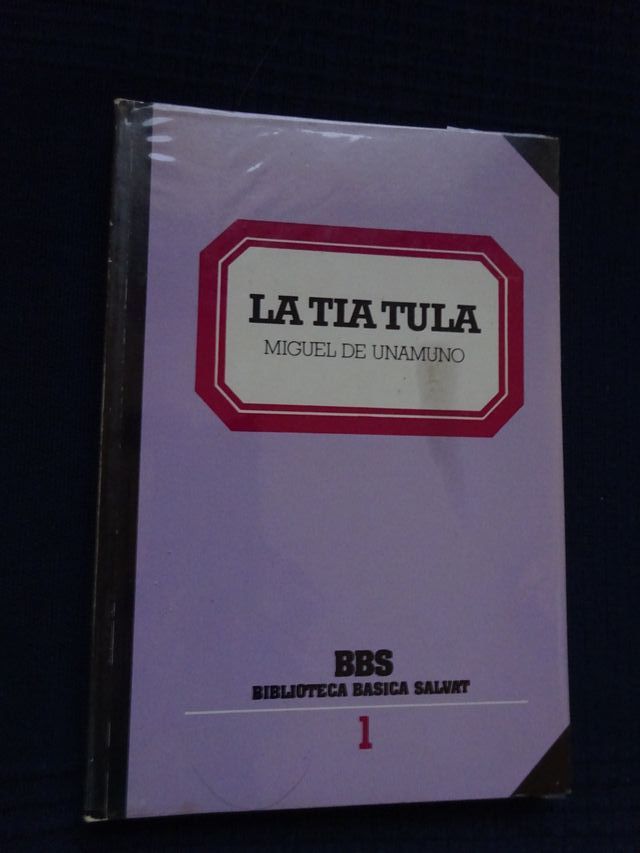 LA TIA TULA
MIGUEL DE UNAMUNO
BBS
BIBLIOTECA BASICA SALVAT
1